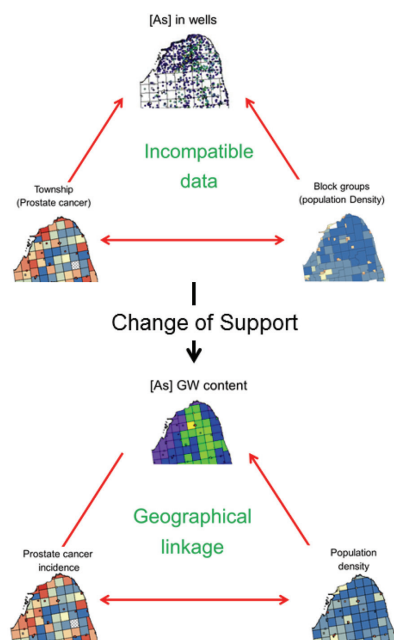 [As] in wells
Incompatible
data
Township
(Prostate cancer)
Block groups
(population Density)
Change of Support
[As] GW content
Geographical
linkage
Prostate cancer
incidence
Population
density